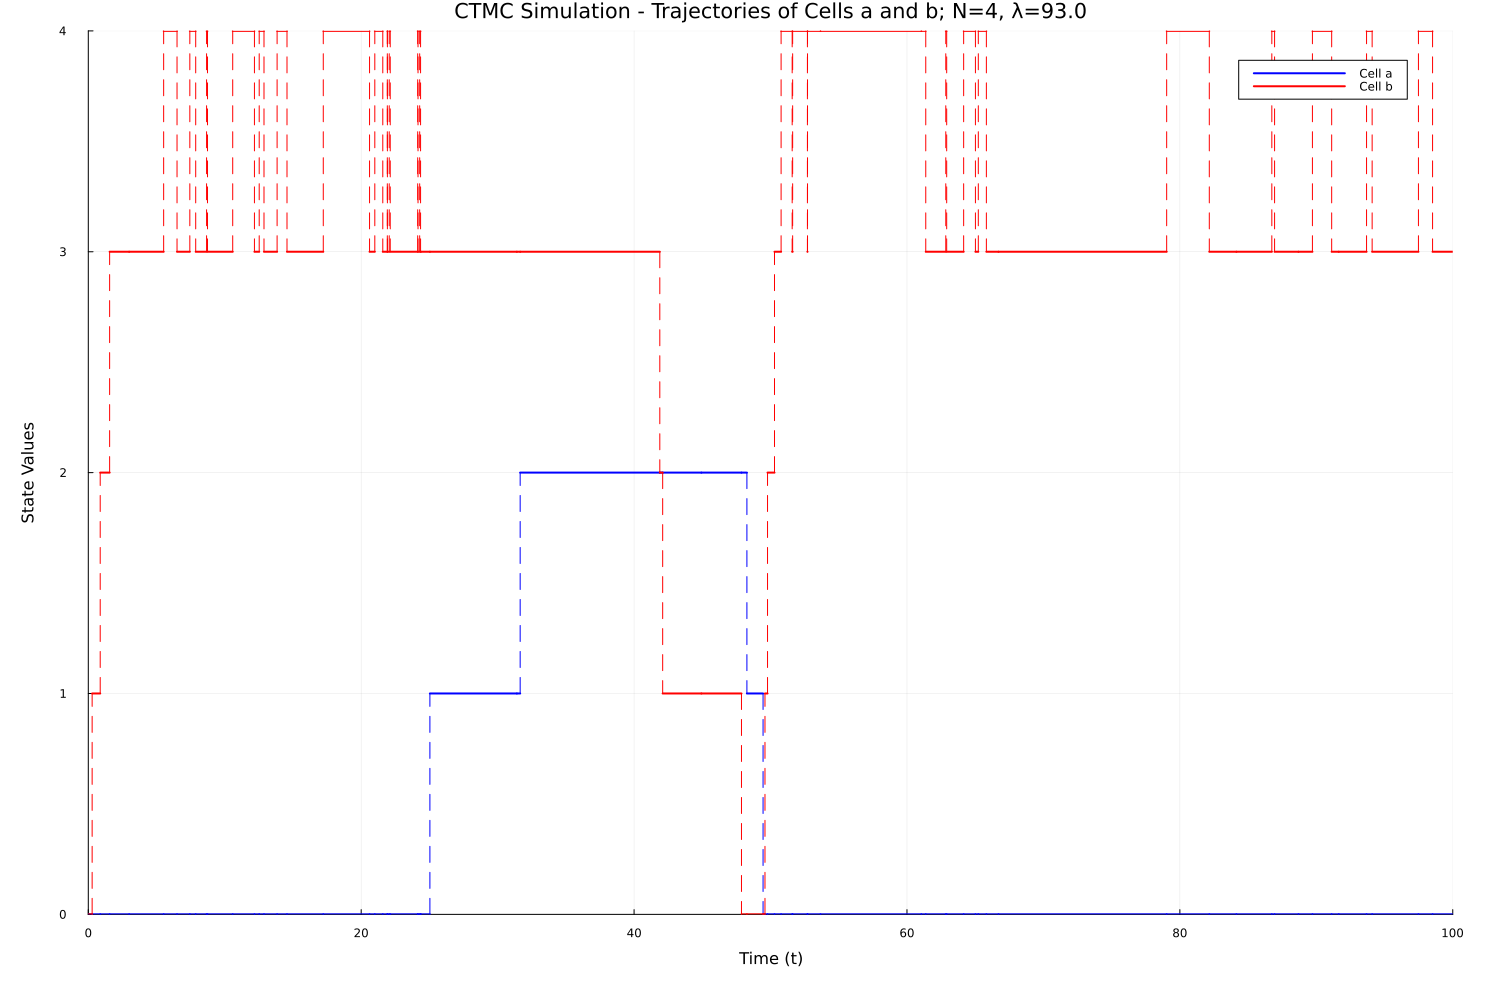 CTMC Simulation - Trajectories of Cells a and b; N=4, λ=93.0
4
Cell a
Cell b
3
State Values
2
1
0
0 20 40 60 80 100
Time (t)